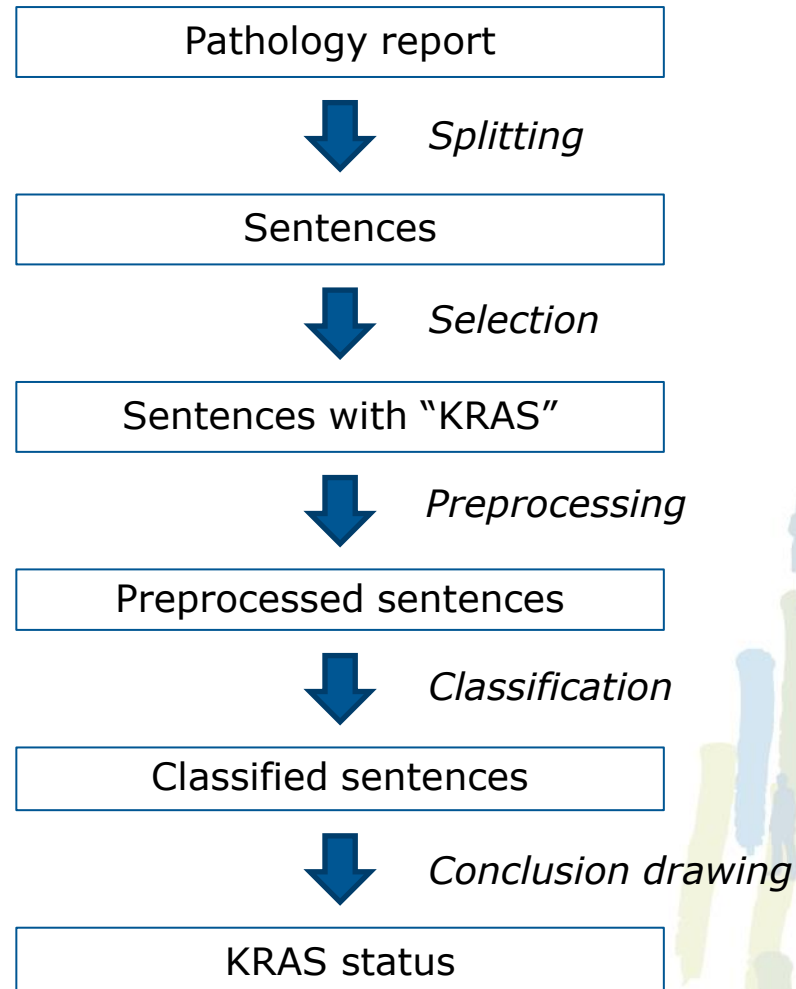 Pathology report
Splitting
Sentences
Selection
Sentences with “KRAS”
Preprocessing
Preprocessed sentences
Classification
Classified sentences
Conclusion drawing
KRAS status